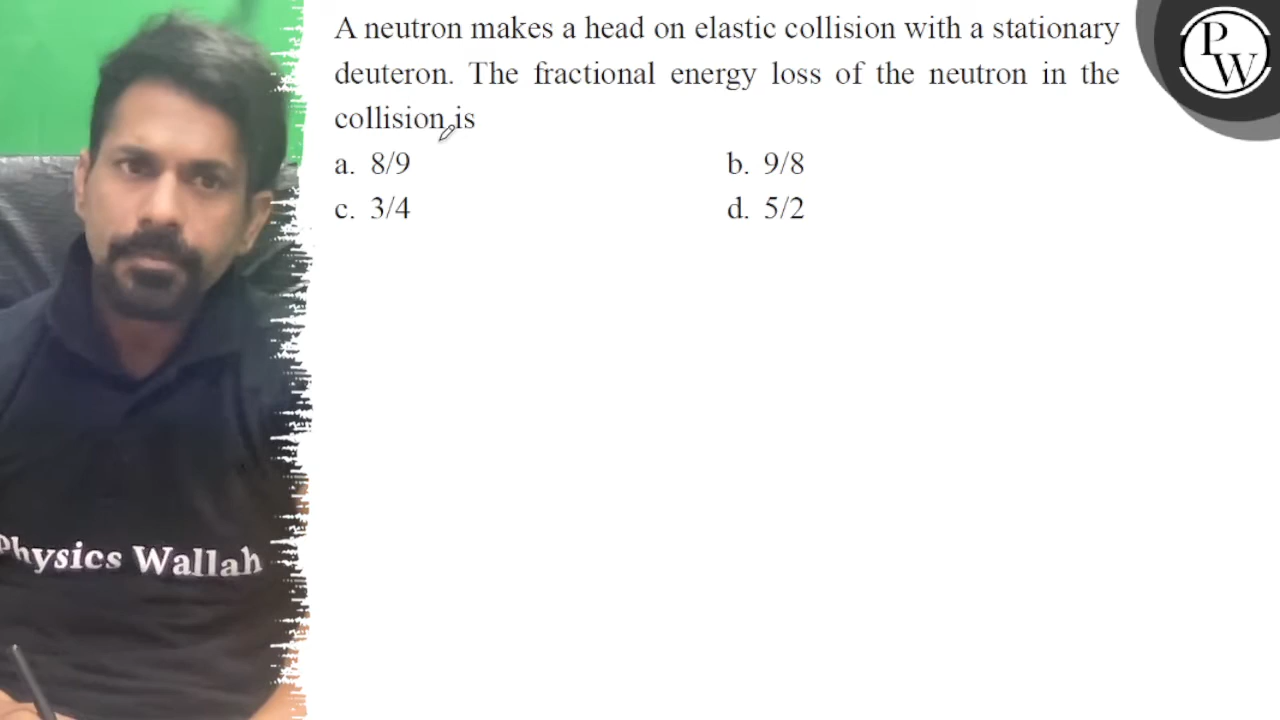 A neutron makes a head on elastic collision with a stationary
deuteron. The fractional energy loss of the neutron in the
collision is
a. 8/9
b. 9/8
c. 3/4
d. 5/2
P
W
Physics Wallah